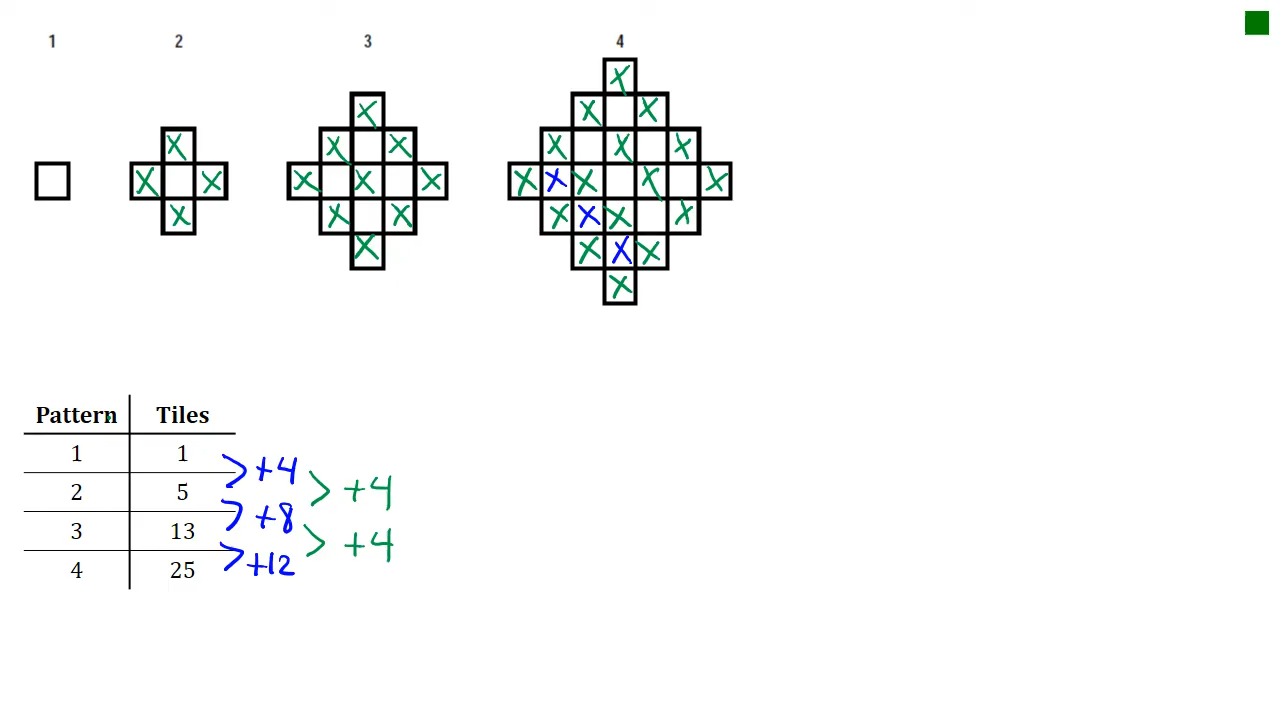 1 2 3 4
X
X X
X X X X
X X X
X X X X
X X X X X X X X X X X
X X X X X X
X X X X
X
Pattern Tiles
1 1
+4
2 5 +4
+8
3 13 +4
+12
4 25